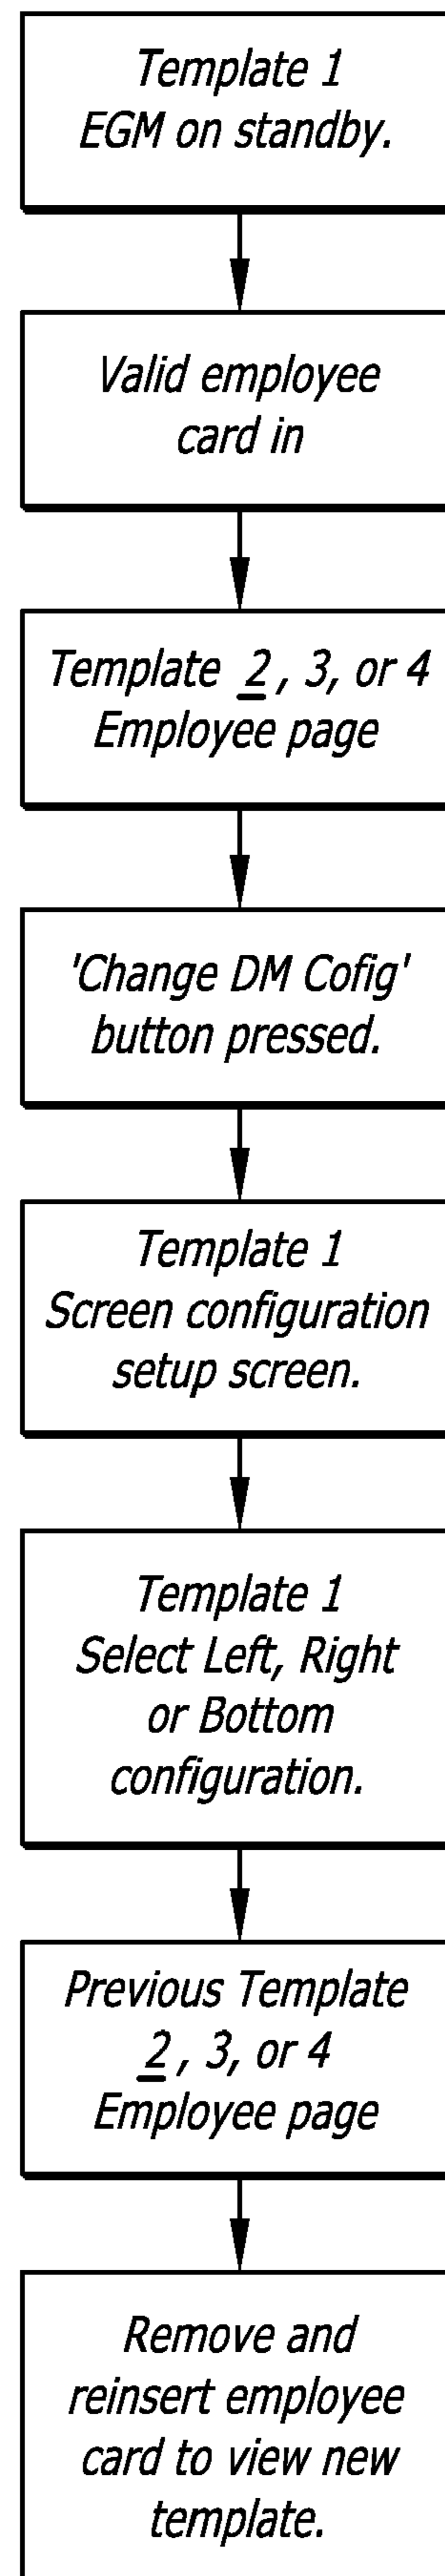 Template 1
EGM on standby.
Valid employee
card in
Template 2, 3, or 4
Employee page
'Change DM Cofig'
button pressed.
Template 1
Screen configuration
setup screen.
Template 1
Select Left, Right
or Bottom
configuration.
Previous Template
2, 3, or 4
Employee page
Remove and
reinsert employee
card to view new
template.